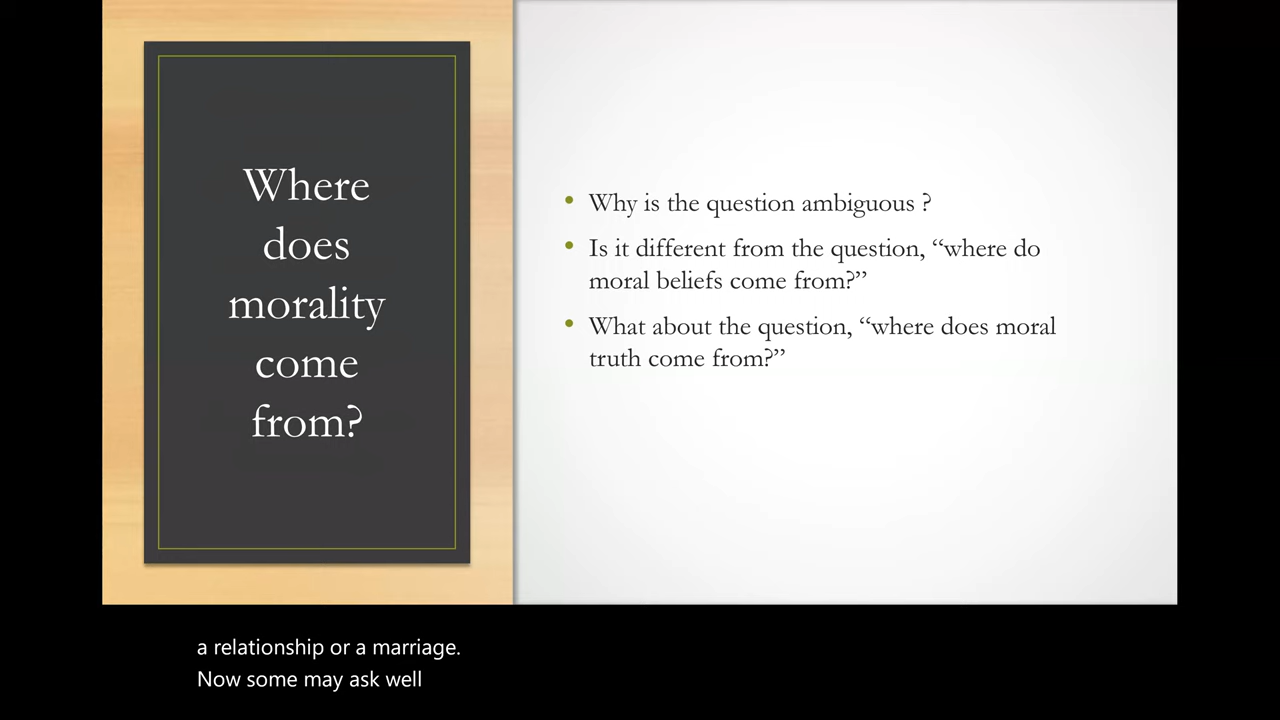 Where
does
morality
come
from?
• Why is the question ambiguous ?
• Is it different from the question, “where do
moral beliefs come from?”
• What about the question, “where does moral
truth come from?”
a relationship or a marriage.
Now some may ask well